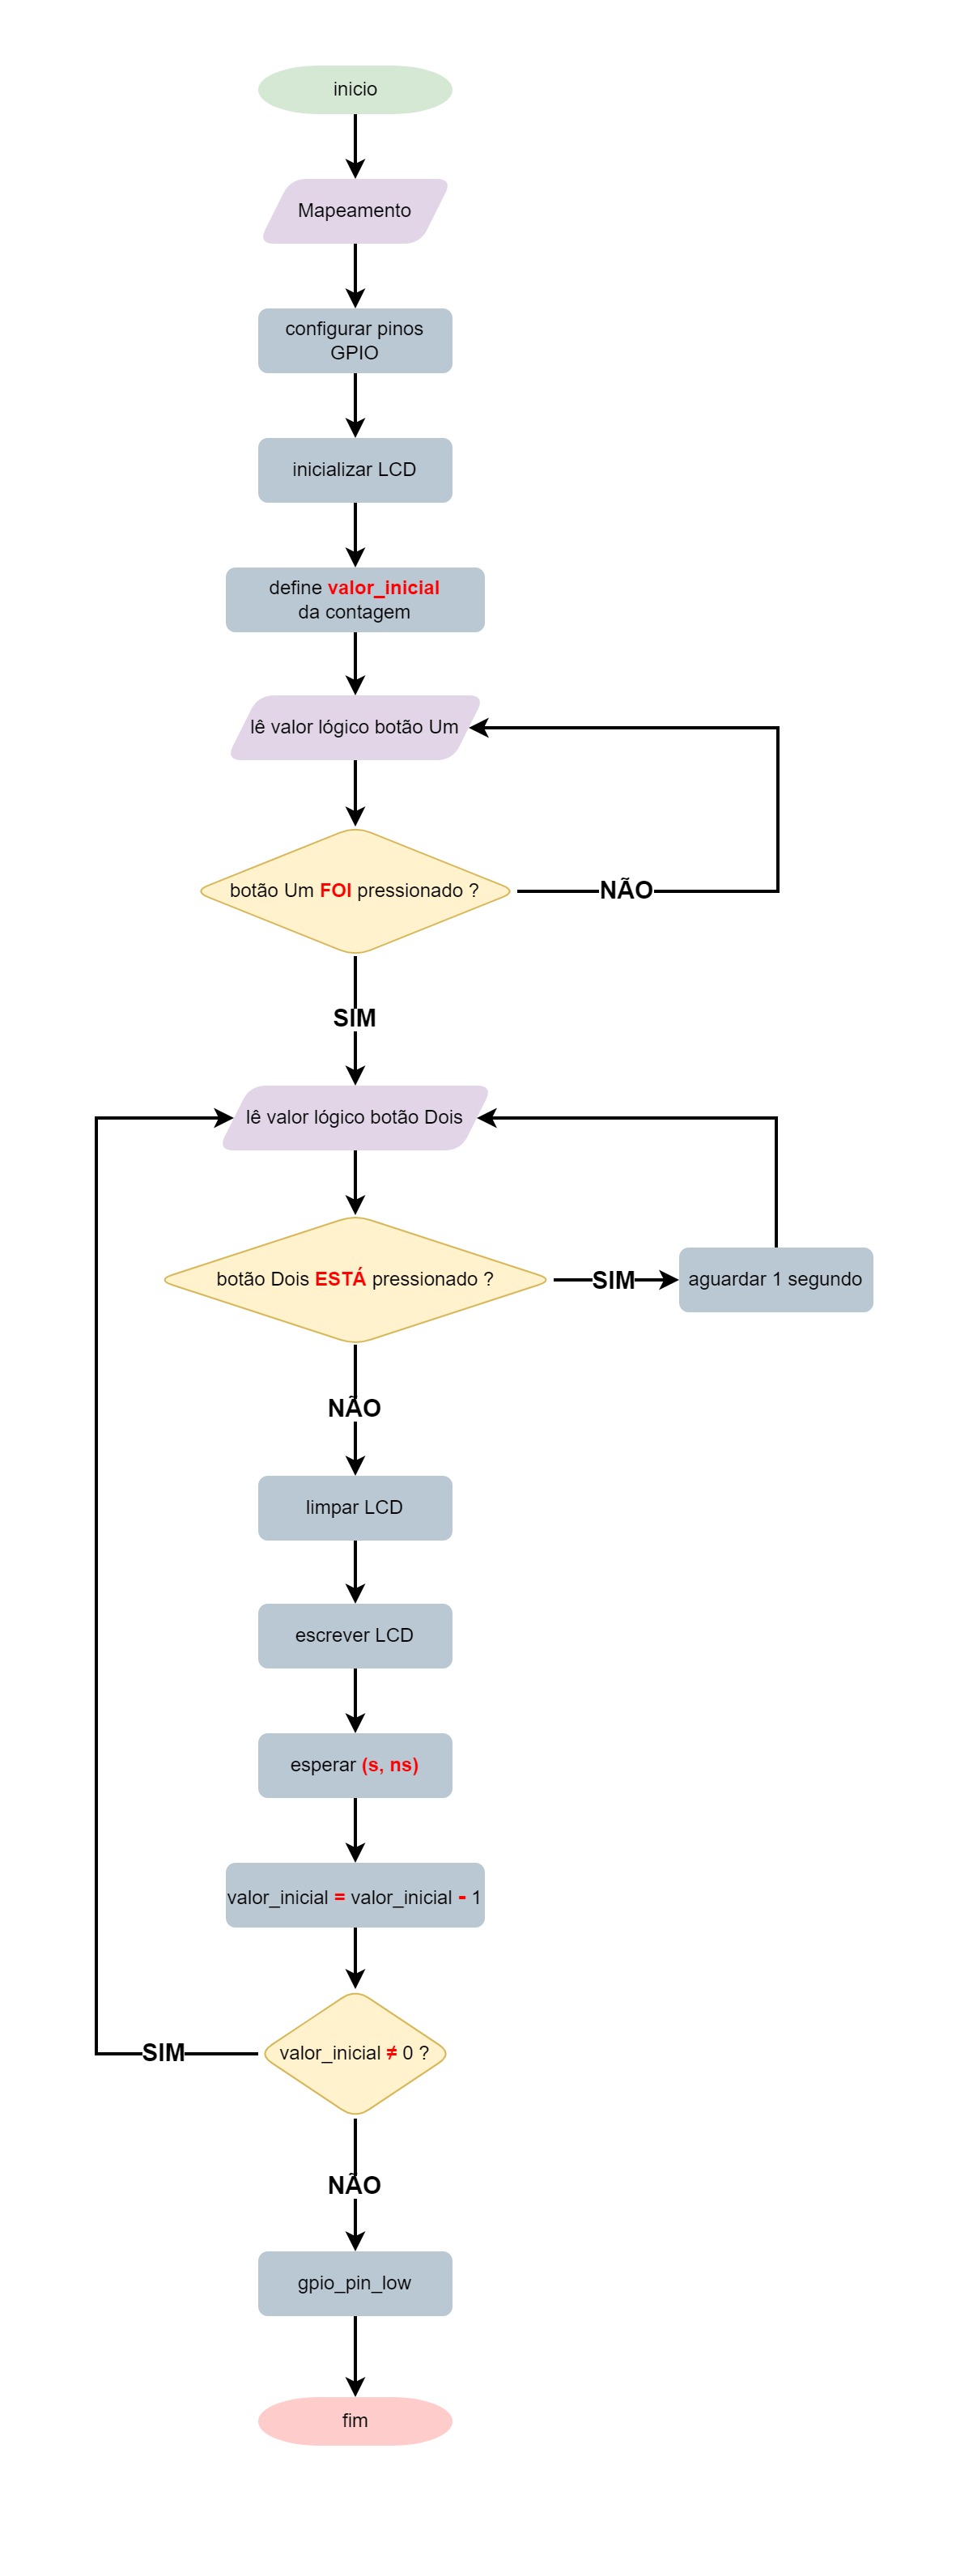 inicio
Mapeamento
configurar pinos
GPIO
inicializar LCD
define valor_inicial
da contagem
lê valor lógico botão Um
botão Um FOI pressionado ?
NÃO
SIM
lê valor lógico botão Dois
botão Dois ESTÁ pressionado ?
SIM
aguardar 1 segundo
NÃO
limpar LCD
escrever LCD
esperar (s, ns)
valor_inicial = valor_inicial - 1
valor_inicial ≠ 0 ?
SIM
NÃO
gpio_pin_low
fim